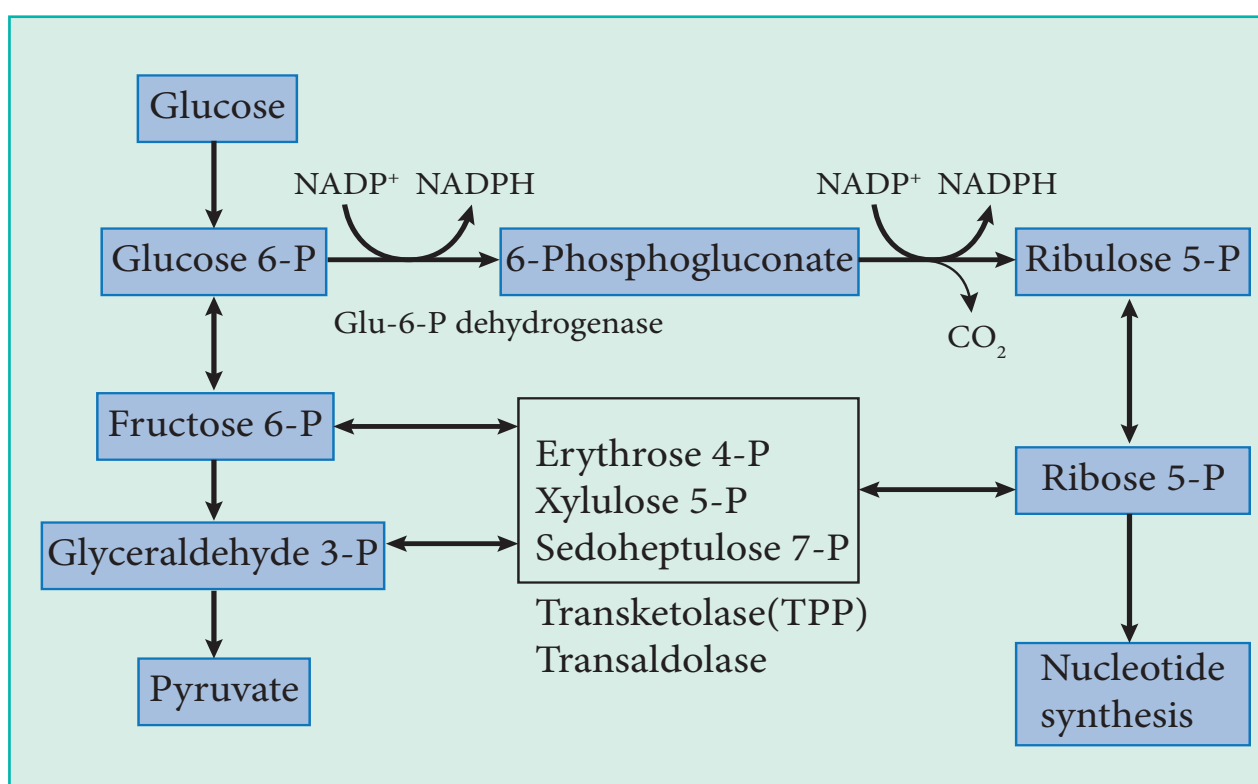 Glucose
NADP⁺ NADPH
NADP⁺ NADPH
Glucose 6-P
6-Phosphogluconate
Ribulose 5-P
Glu-6-P dehydrogenase
CO₂
Fructose 6-P
Erythrose 4-P
Xylulose 5-P
Sedoheptulose 7-P
Ribose 5-P
Glyceraldehyde 3-P
Transketolase(TPP)
Transaldolase
Pyruvate
Nucleotide
synthesis